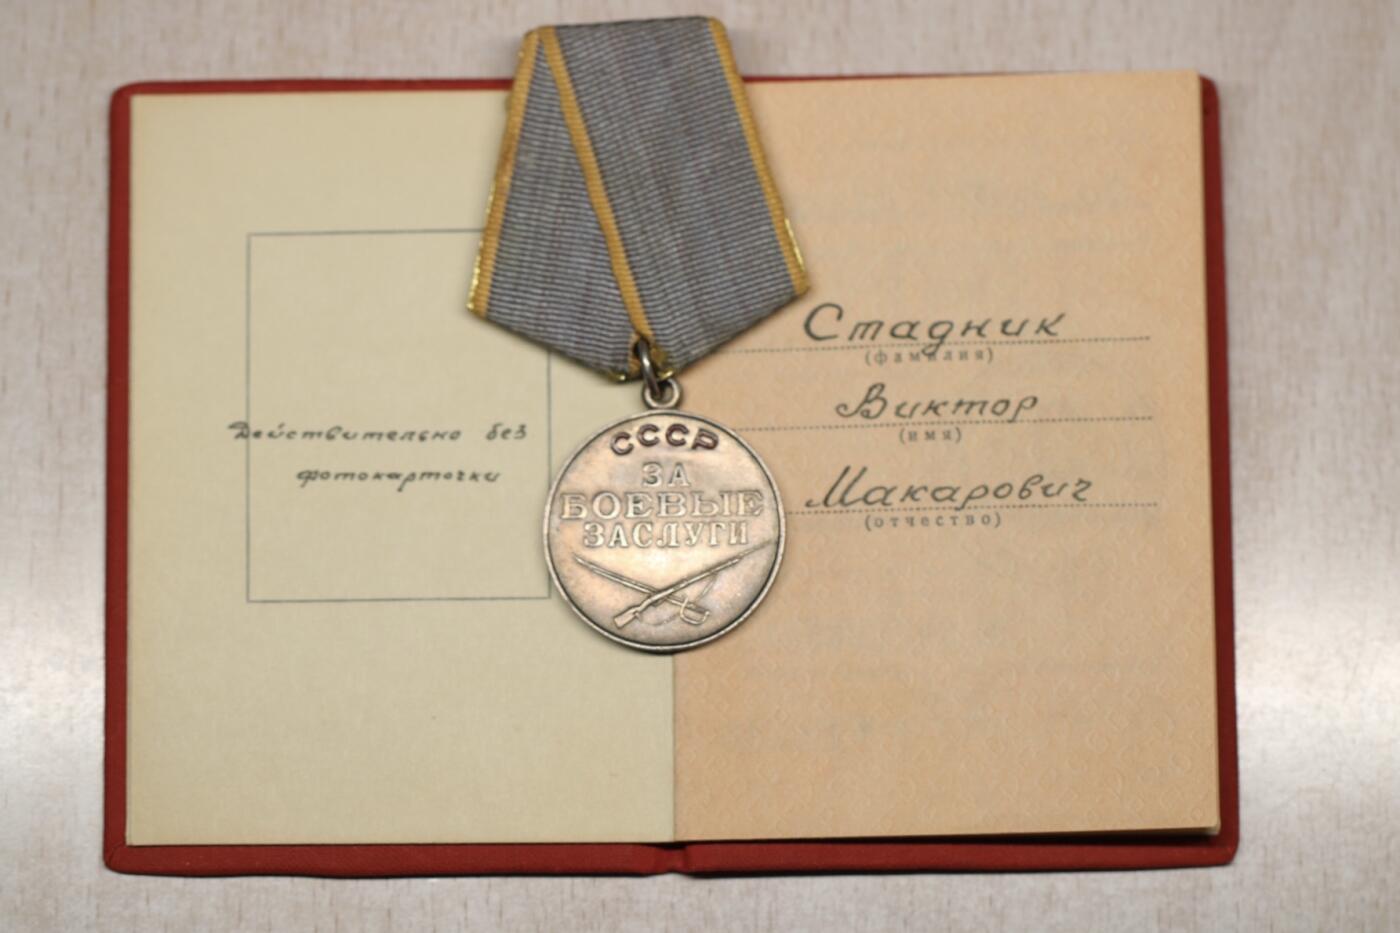 Действительно без
фотокарточки
СССР
ЗА
БОЕВЫЕ
ЗАСЛУГИ
Стадник
(фамилия)
Виктор
(имя)
Макарович
(отчество)